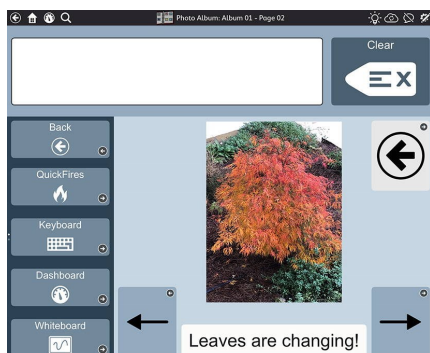 Photo Album: Album 01 - Page 02
Clear
Back
QuickFires
Keyboard
Dashboard
Whiteboard
Leaves are changing!